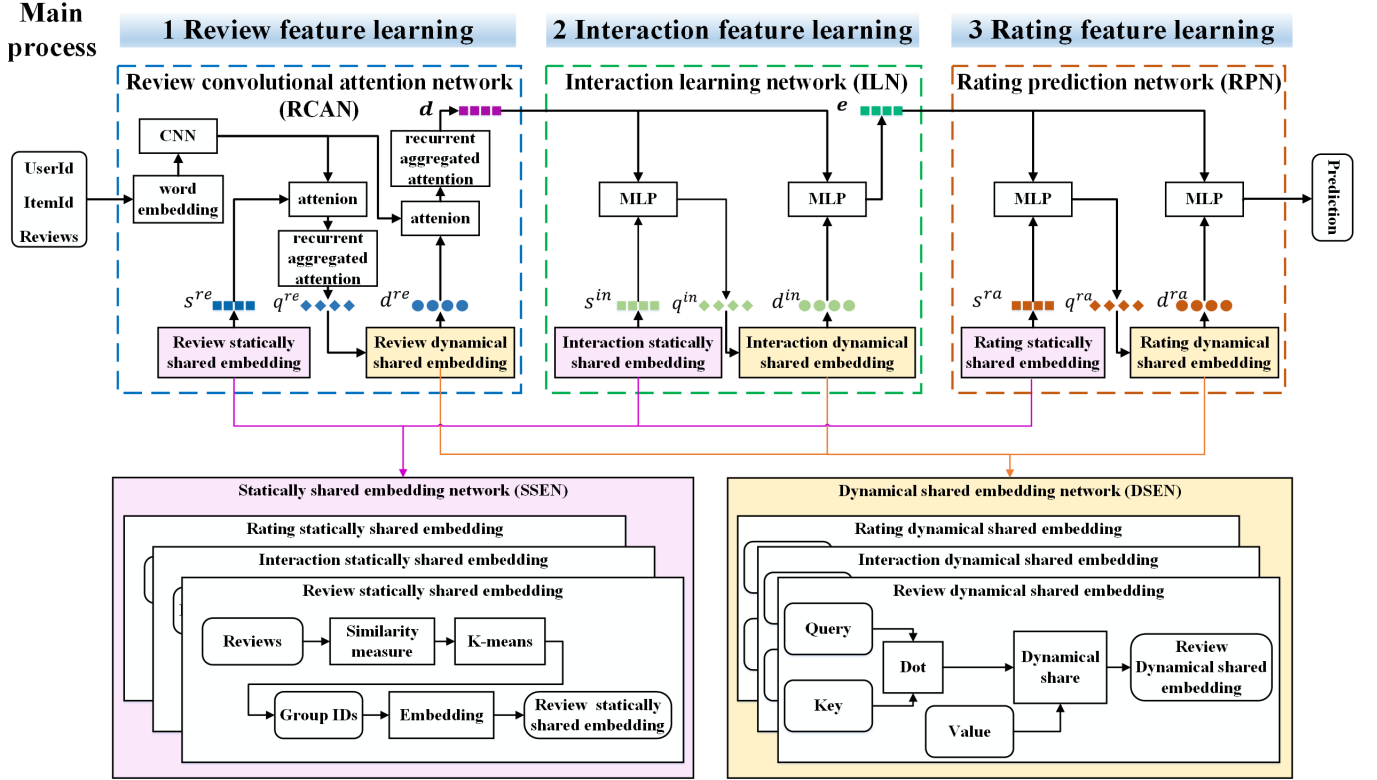 Main
process
1 Review feature learning
2 Interaction feature learning
3 Rating feature learning
Review convolutional attention network
(RCAN)
Interaction learning network (ILN)
Rating prediction network (RPN)
UserId
ItemId
Reviews
CNN
word
embedding
attenion
recurrent
aggregated
attention
d
recurrent
aggregated
attention
attenion
s^{re}
q^{re}
d^{re}
Review statically
shared embedding
Review dynamical
shared embedding
MLP
MLP
e
s^{in}
q^{in}
d^{in}
Interaction statically
shared embedding
Interaction dynamical
shared embedding
MLP
MLP
s^{ra}
q^{ra}
d^{ra}
Rating statically
shared embedding
Rating dynamical
shared embedding
Prediction
Statically shared embedding network (SSEN)
Rating statically shared embedding
Interaction statically shared embedding
Review statically shared embedding
Reviews
Similarity
measure
K-means
Group IDs
Embedding
Review statically
shared embedding
Dynamical shared embedding network (DSEN)
Rating dynamical shared embedding
Interaction dynamical shared embedding
Review dynamical shared embedding
Query
Key
Dot
Value
Dynamical
share
Review
Dynamical shared
embedding